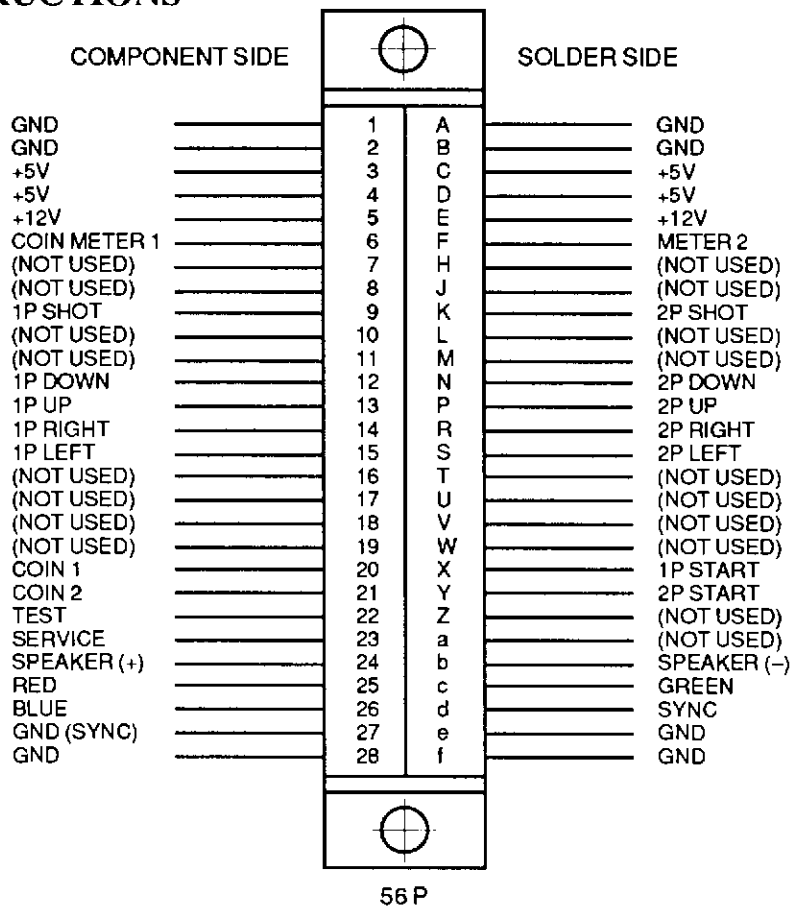 RUCTIONS
COMPONENT SIDE SOLDER SIDE
GND 1 A GND
GND 2 B GND
+5V 3 C +5V
+5V 4 D +5V
+12V 5 E +12V
COIN METER 1 6 F METER 2
(NOT USED) 7 H (NOT USED)
(NOT USED) 8 J (NOT USED)
1P SHOT 9 K 2P SHOT
(NOT USED) 10 L (NOT USED)
(NOT USED) 11 M (NOT USED)
1P DOWN 12 N 2P DOWN
1P UP 13 P 2P UP
1P RIGHT 14 R 2P RIGHT
1P LEFT 15 S 2P LEFT
(NOT USED) 16 T (NOT USED)
(NOT USED) 17 U (NOT USED)
(NOT USED) 18 V (NOT USED)
(NOT USED) 19 W (NOT USED)
COIN 1 20 X 1P START
COIN 2 21 Y 2P START
TEST 22 Z (NOT USED)
SERVICE 23 a (NOT USED)
SPEAKER (+) 24 b SPEAKER (–)
RED 25 c GREEN
BLUE 26 d SYNC
GND (SYNC) 27 e GND
GND 28 f GND
56 P